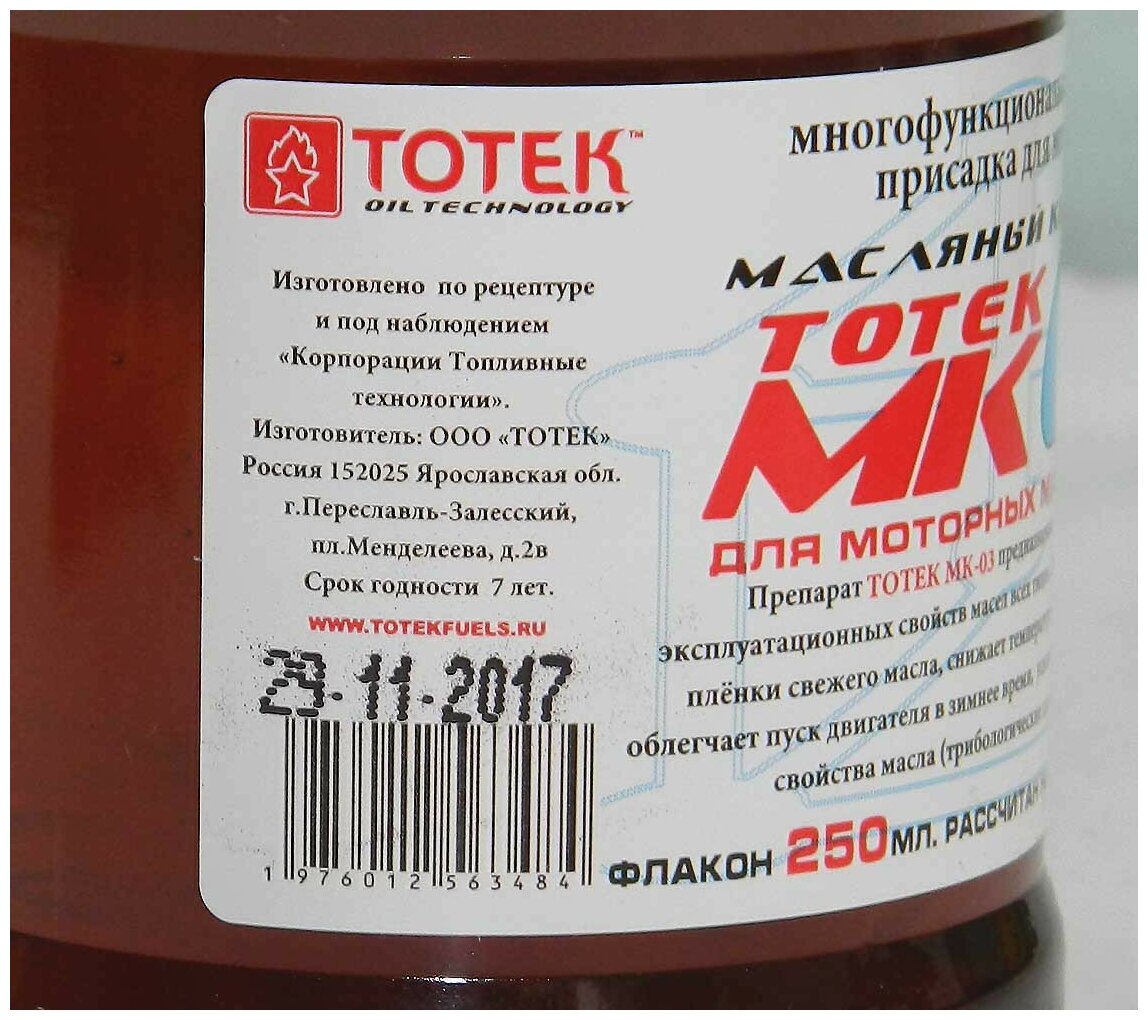 ТОТЕК™
OIL TECHNOLOGY
Изготовлено по рецептуре
и под наблюдением
«Корпорации Топливные
технологии».
Изготовитель: ООО «ТОТЕК»
Россия 152025 Ярославская обл.
г.Переславль-Залесский,
пл.Менделеева, д.2в
Срок годности 7 лет.
WWW.TOTEKFUELS.RU
29-11-2017
1 976012 563484
присадка для
МАСЛЯНЫЙ
ТОТЕК
МК
ДЛЯ МОТОРНЫХ
Препарат ТОТЕК МК-03
эксплуатационных свойств масел всех
плёнки свежего масла, снижает
облегчает пуск двигателя в зимнее время,
свойства масла
ФЛАКОН 250 МЛ.